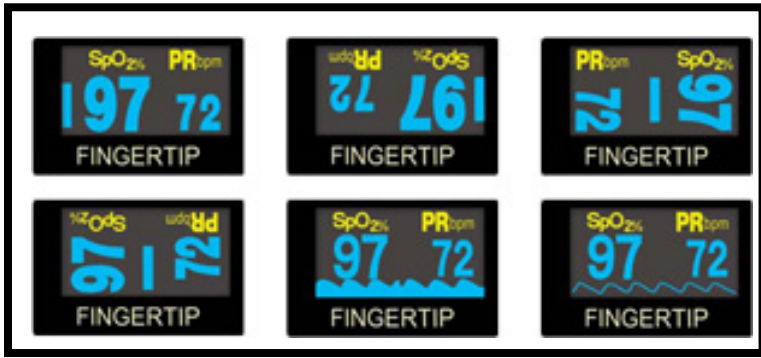 SpO2% PRbpm
97 72
FINGERTIP
PRbpm SpO2%
72 97
FINGERTIP
PRbpm SpO2%
72 97
FINGERTIP
SpO2% PRbpm
97 72
FINGERTIP
SpO2% PRbpm
97 72
FINGERTIP
SpO2% PRbpm
97 72
FINGERTIP